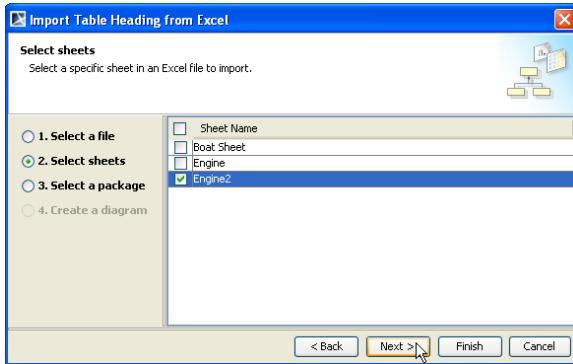 Import Table Heading from Excel
Select sheets
Select a specific sheet in an Excel file to import.
1. Select a file
2. Select sheets
3. Select a package
4. Create a diagram
Sheet Name
Boat Sheet
Engine
Engine2
< Back Next > Finish Cancel